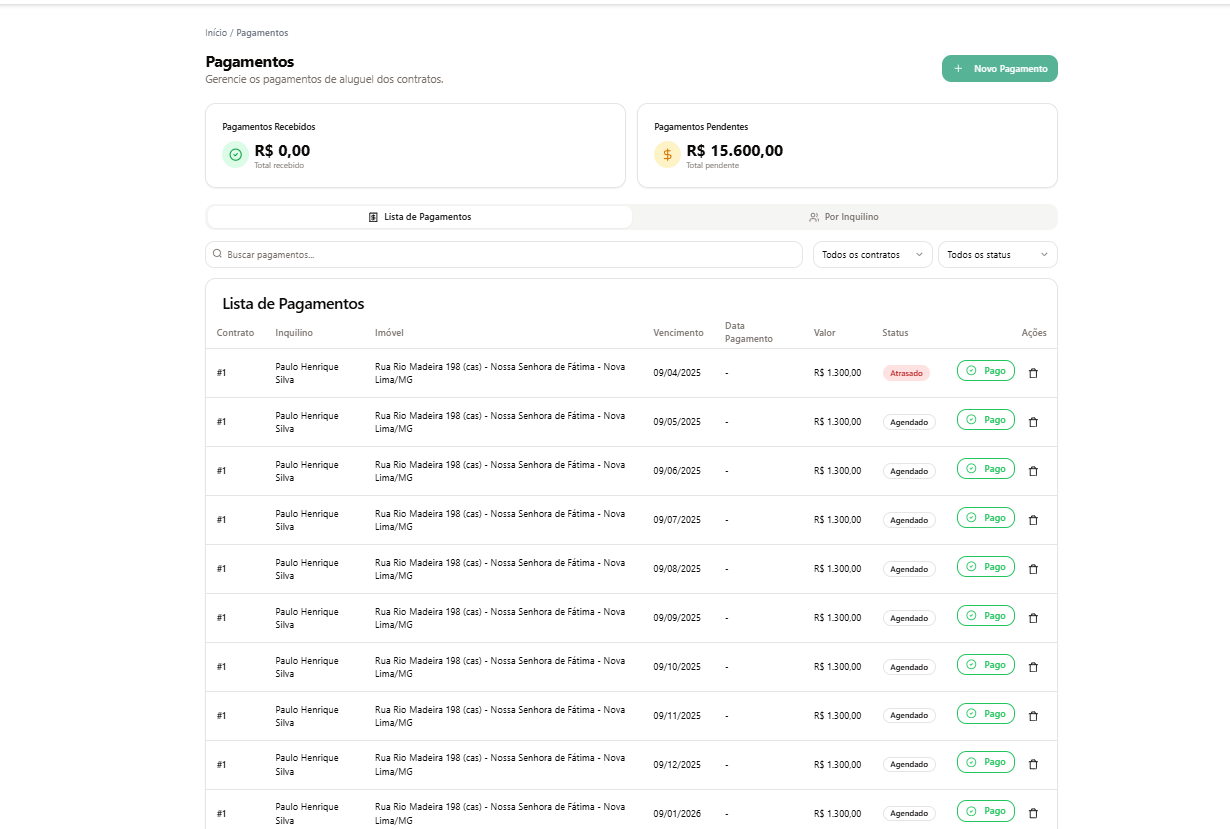 Início / Pagamentos
Pagamentos
Gerencie os pagamentos de aluguel dos contratos.
+ Novo Pagamento
Pagamentos Recebidos
R$ 0,00
Total recebido
Pagamentos Pendentes
$ R$ 15.600,00
Total pendente
Lista de Pagamentos
Por Inquilino
Buscar pagamentos...
Todos os contratos
Todos os status
Lista de Pagamentos
Contrato Inquilino Imóvel Vencimento Data Pagamento Valor Status Ações
#1 Paulo Henrique Silva Rua Rio Madeira 198 (cas) - Nossa Senhora de Fátima - Nova Lima/MG 09/04/2025 - R$ 1.300,00 Atrasado Pago
#1 Paulo Henrique Silva Rua Rio Madeira 198 (cas) - Nossa Senhora de Fátima - Nova Lima/MG 09/05/2025 - R$ 1.300,00 Agendado Pago
#1 Paulo Henrique Silva Rua Rio Madeira 198 (cas) - Nossa Senhora de Fátima - Nova Lima/MG 09/06/2025 - R$ 1.300,00 Agendado Pago
#1 Paulo Henrique Silva Rua Rio Madeira 198 (cas) - Nossa Senhora de Fátima - Nova Lima/MG 09/07/2025 - R$ 1.300,00 Agendado Pago
#1 Paulo Henrique Silva Rua Rio Madeira 198 (cas) - Nossa Senhora de Fátima - Nova Lima/MG 09/08/2025 - R$ 1.300,00 Agendado Pago
#1 Paulo Henrique Silva Rua Rio Madeira 198 (cas) - Nossa Senhora de Fátima - Nova Lima/MG 09/09/2025 - R$ 1.300,00 Agendado Pago
#1 Paulo Henrique Silva Rua Rio Madeira 198 (cas) - Nossa Senhora de Fátima - Nova Lima/MG 09/10/2025 - R$ 1.300,00 Agendado Pago
#1 Paulo Henrique Silva Rua Rio Madeira 198 (cas) - Nossa Senhora de Fátima - Nova Lima/MG 09/11/2025 - R$ 1.300,00 Agendado Pago
#1 Paulo Henrique Silva Rua Rio Madeira 198 (cas) - Nossa Senhora de Fátima - Nova Lima/MG 09/12/2025 - R$ 1.300,00 Agendado Pago
#1 Paulo Henrique Silva Rua Rio Madeira 198 (cas) - Nossa Senhora de Fátima - Nova Lima/MG 09/01/2026 - R$ 1.300,00 Agendado Pago